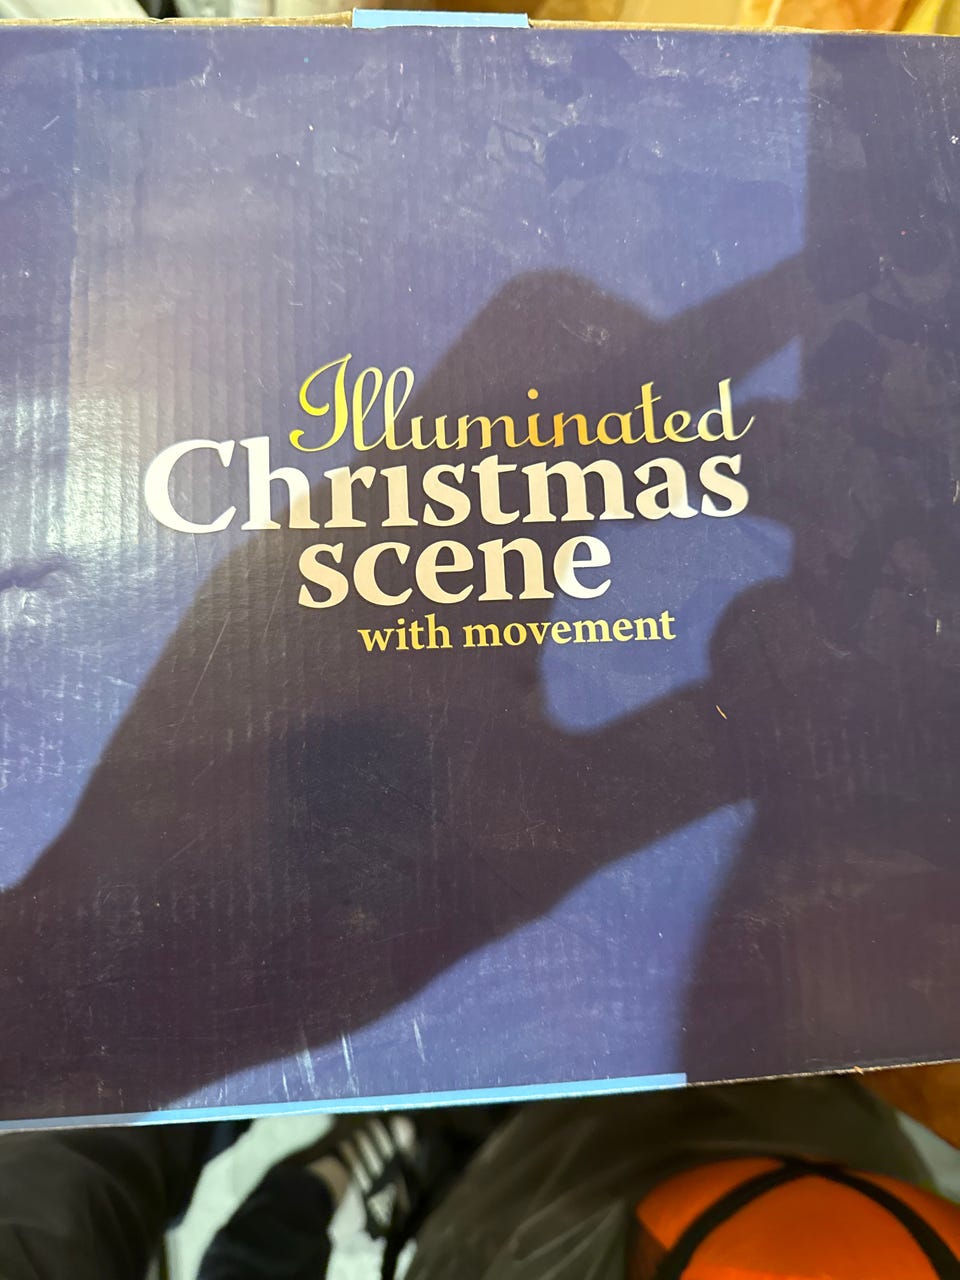 Illuminated
Christmas
scene
with movement